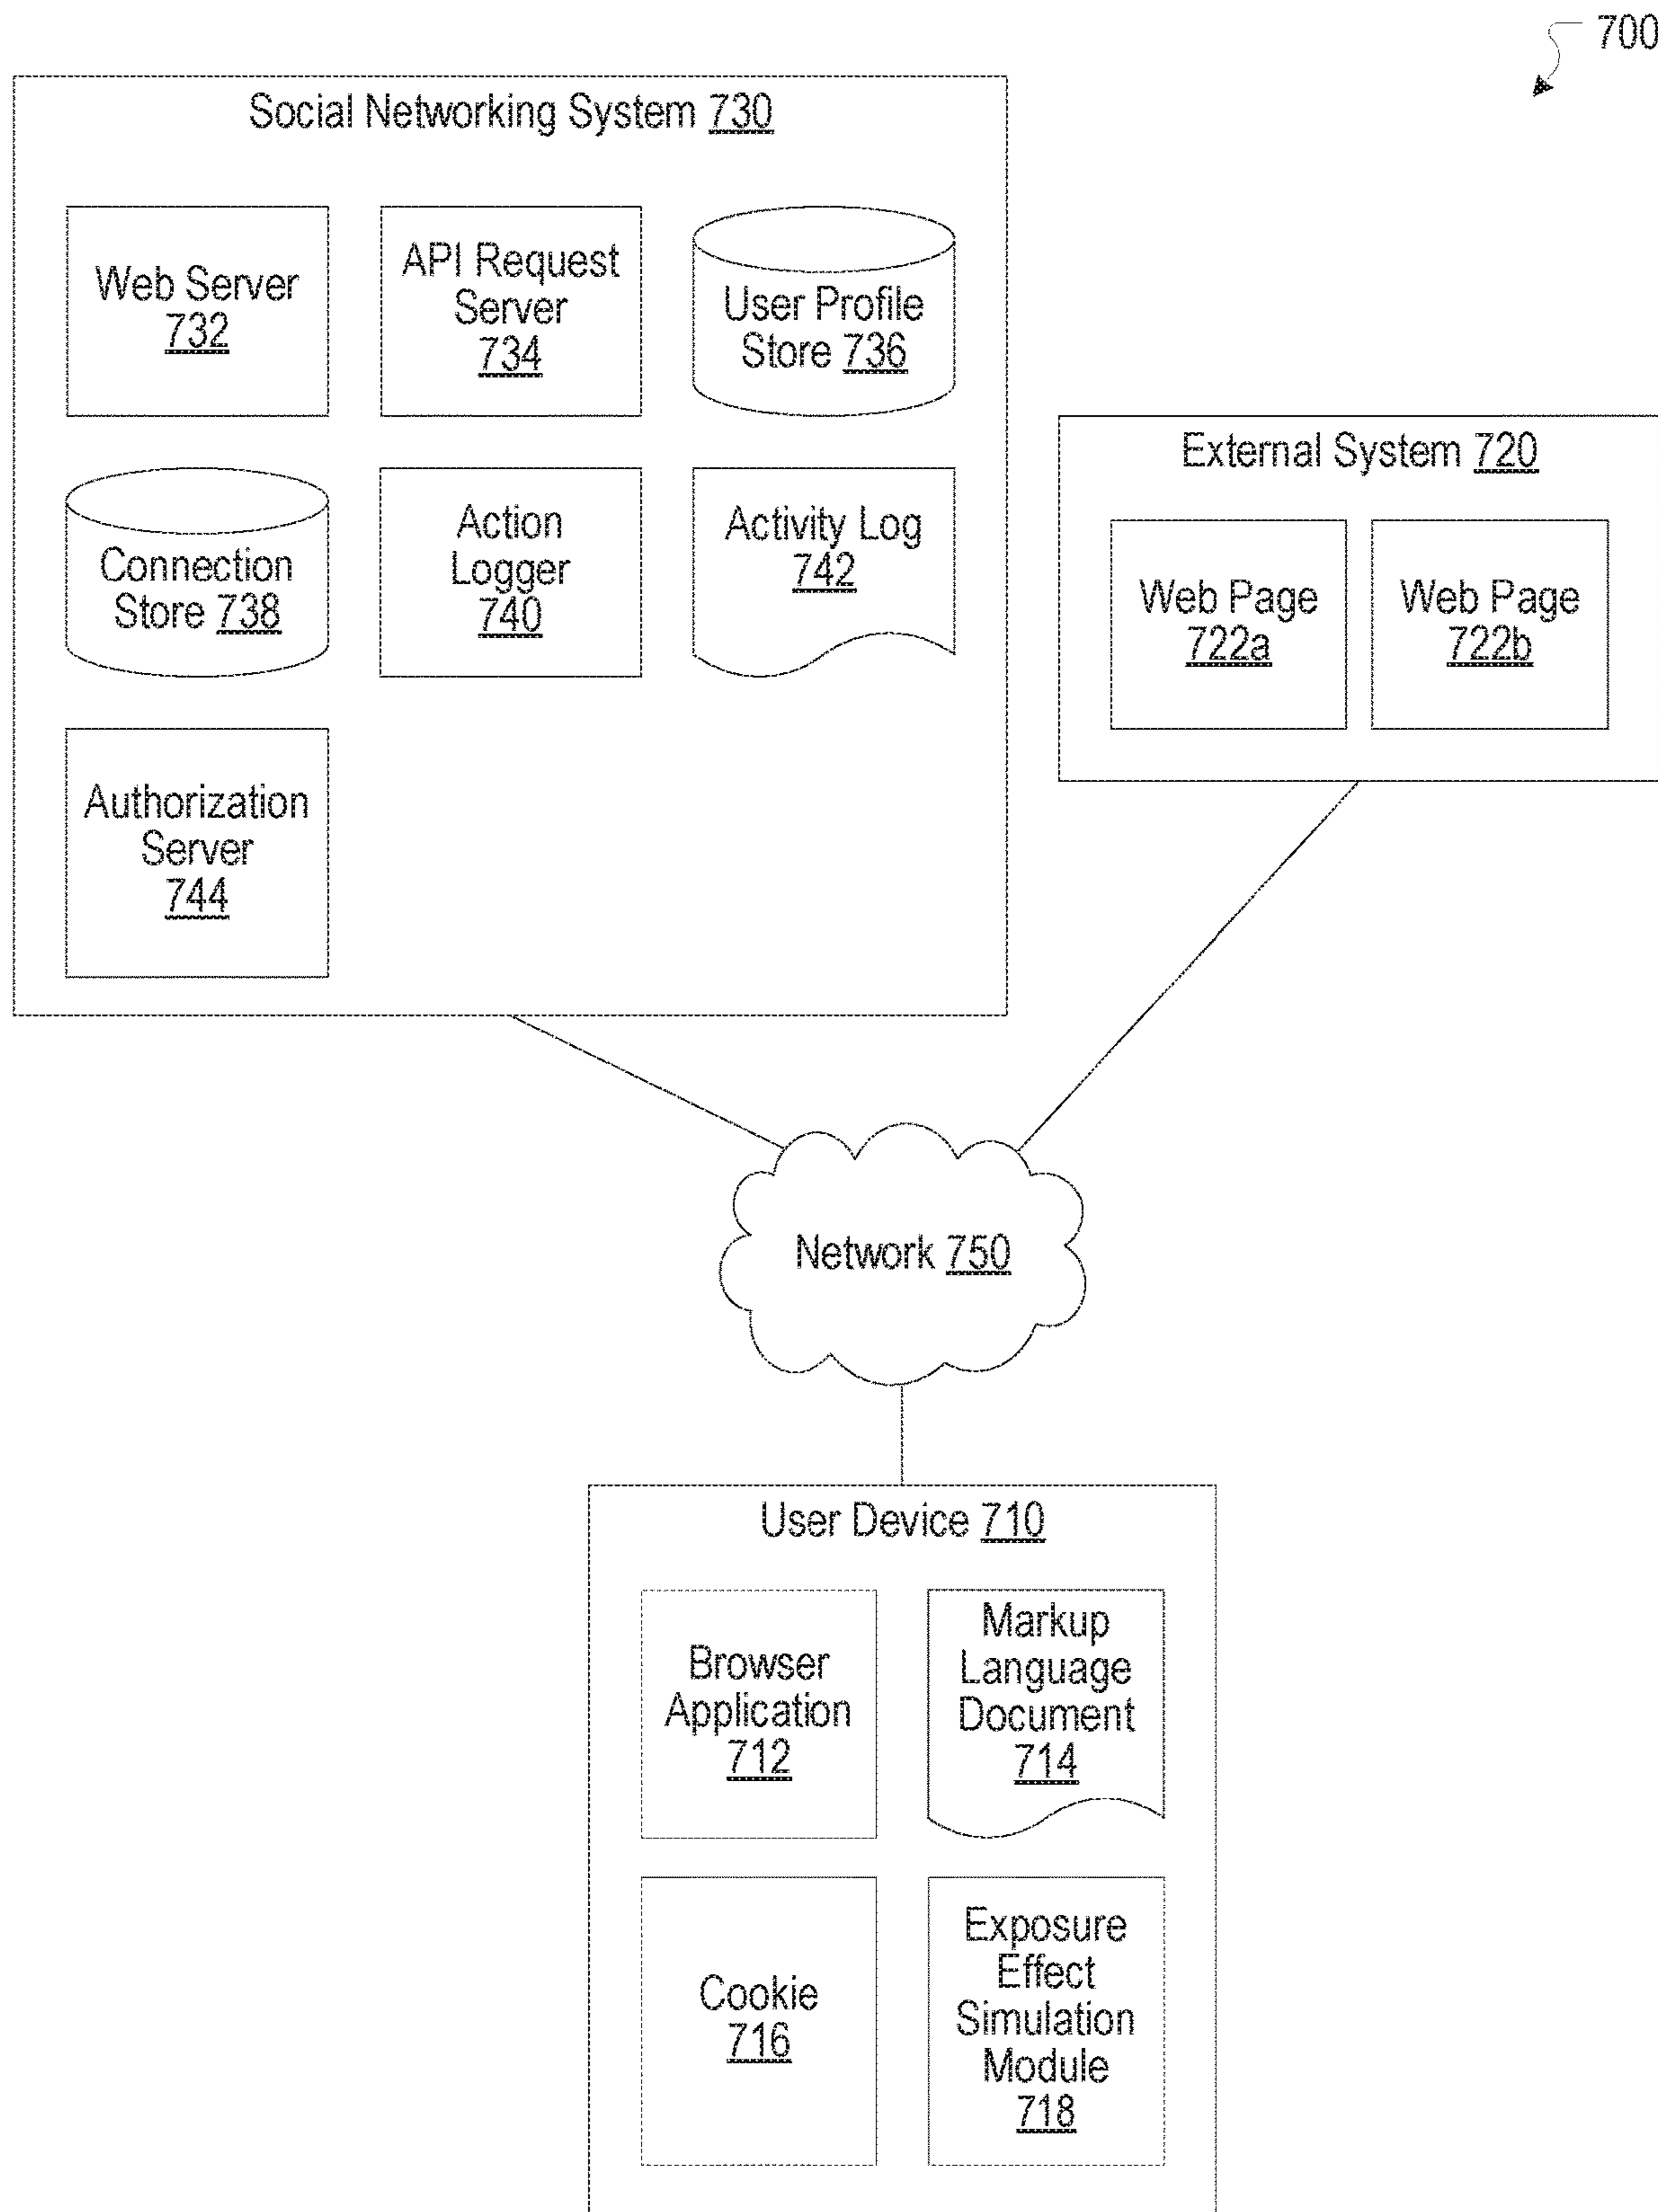 700
Social Networking System 730
Web Server
732
API Request
Server
734
User Profile
Store 736
Connection
Store 738
Action
Logger
740
Activity Log
742
Authorization
Server
744
External System 720
Web Page
722a
Web Page
722b
Network 750
User Device 710
Browser
Application
712
Markup
Language
Document
714
Cookie
716
Exposure
Effect
Simulation
Module
718